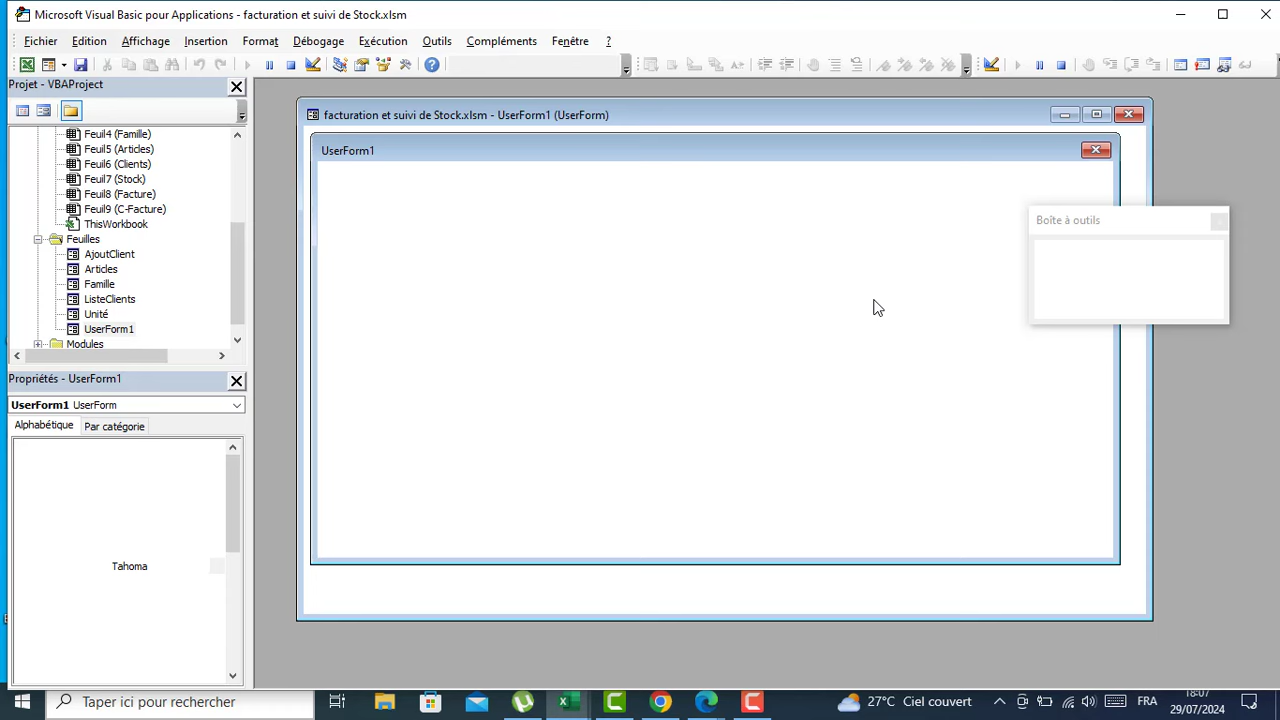 Microsoft Visual Basic pour Applications - facturation et suivi de Stock.xlsm
Fichier Edition Affichage Insertion Format Débogage Exécution Outils Compléments Fenêtre ?
Projet - VBAProject
Feuil4 (Famille)
Feuil5 (Articles)
Feuil6 (Clients)
Feuil7 (Stock)
Feuil8 (Facture)
Feuil9 (C-Facture)
ThisWorkbook
Feuilles
AjoutClient
Articles
Famille
ListeClients
Unité
UserForm1
Modules
Propriétés - UserForm1
UserForm1 UserForm
Alphabétique Par catégorie
Tahoma
facturation et suivi de Stock.xlsm - UserForm1 (UserForm)
UserForm1
Boîte à outils
Taper ici pour rechercher
27°C Ciel couvert
FRA
18:07
29/07/2024